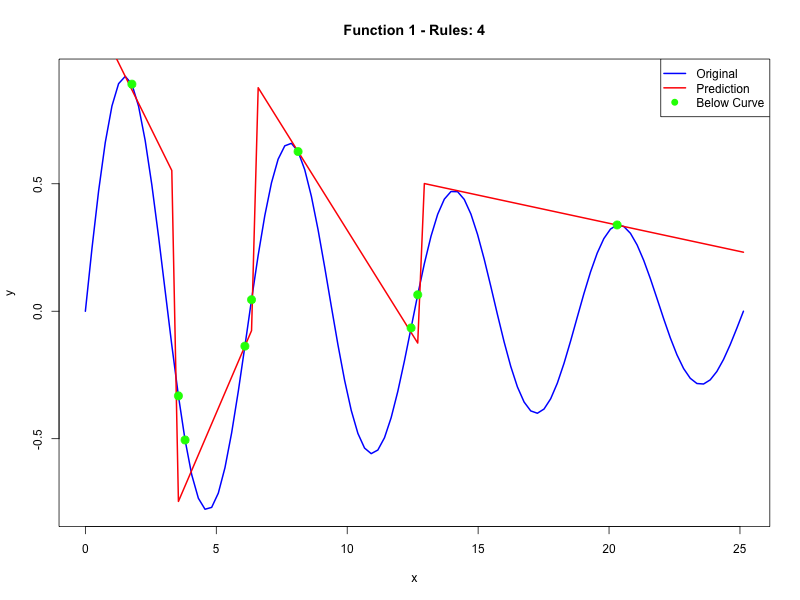 Function 1 - Rules: 4
Original
Prediction
Below Curve
y
0.5
0.0
-0.5
0 5 10 15 20 25
x